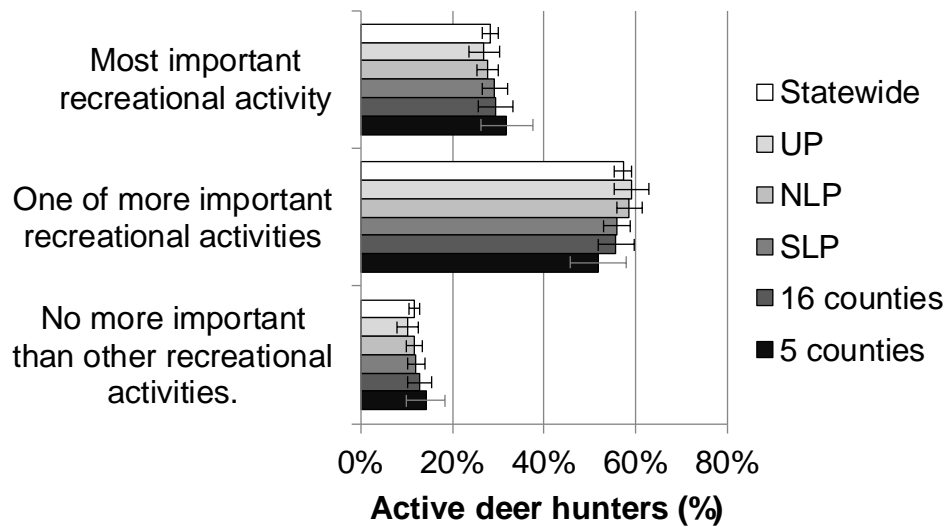 Most important
recreational activity
One of more important
recreational activities
No more important
than other recreational
activities.
Statewide
UP
NLP
SLP
16 counties
5 counties
0%
20%
40%
60%
80%
Active deer hunters (%)